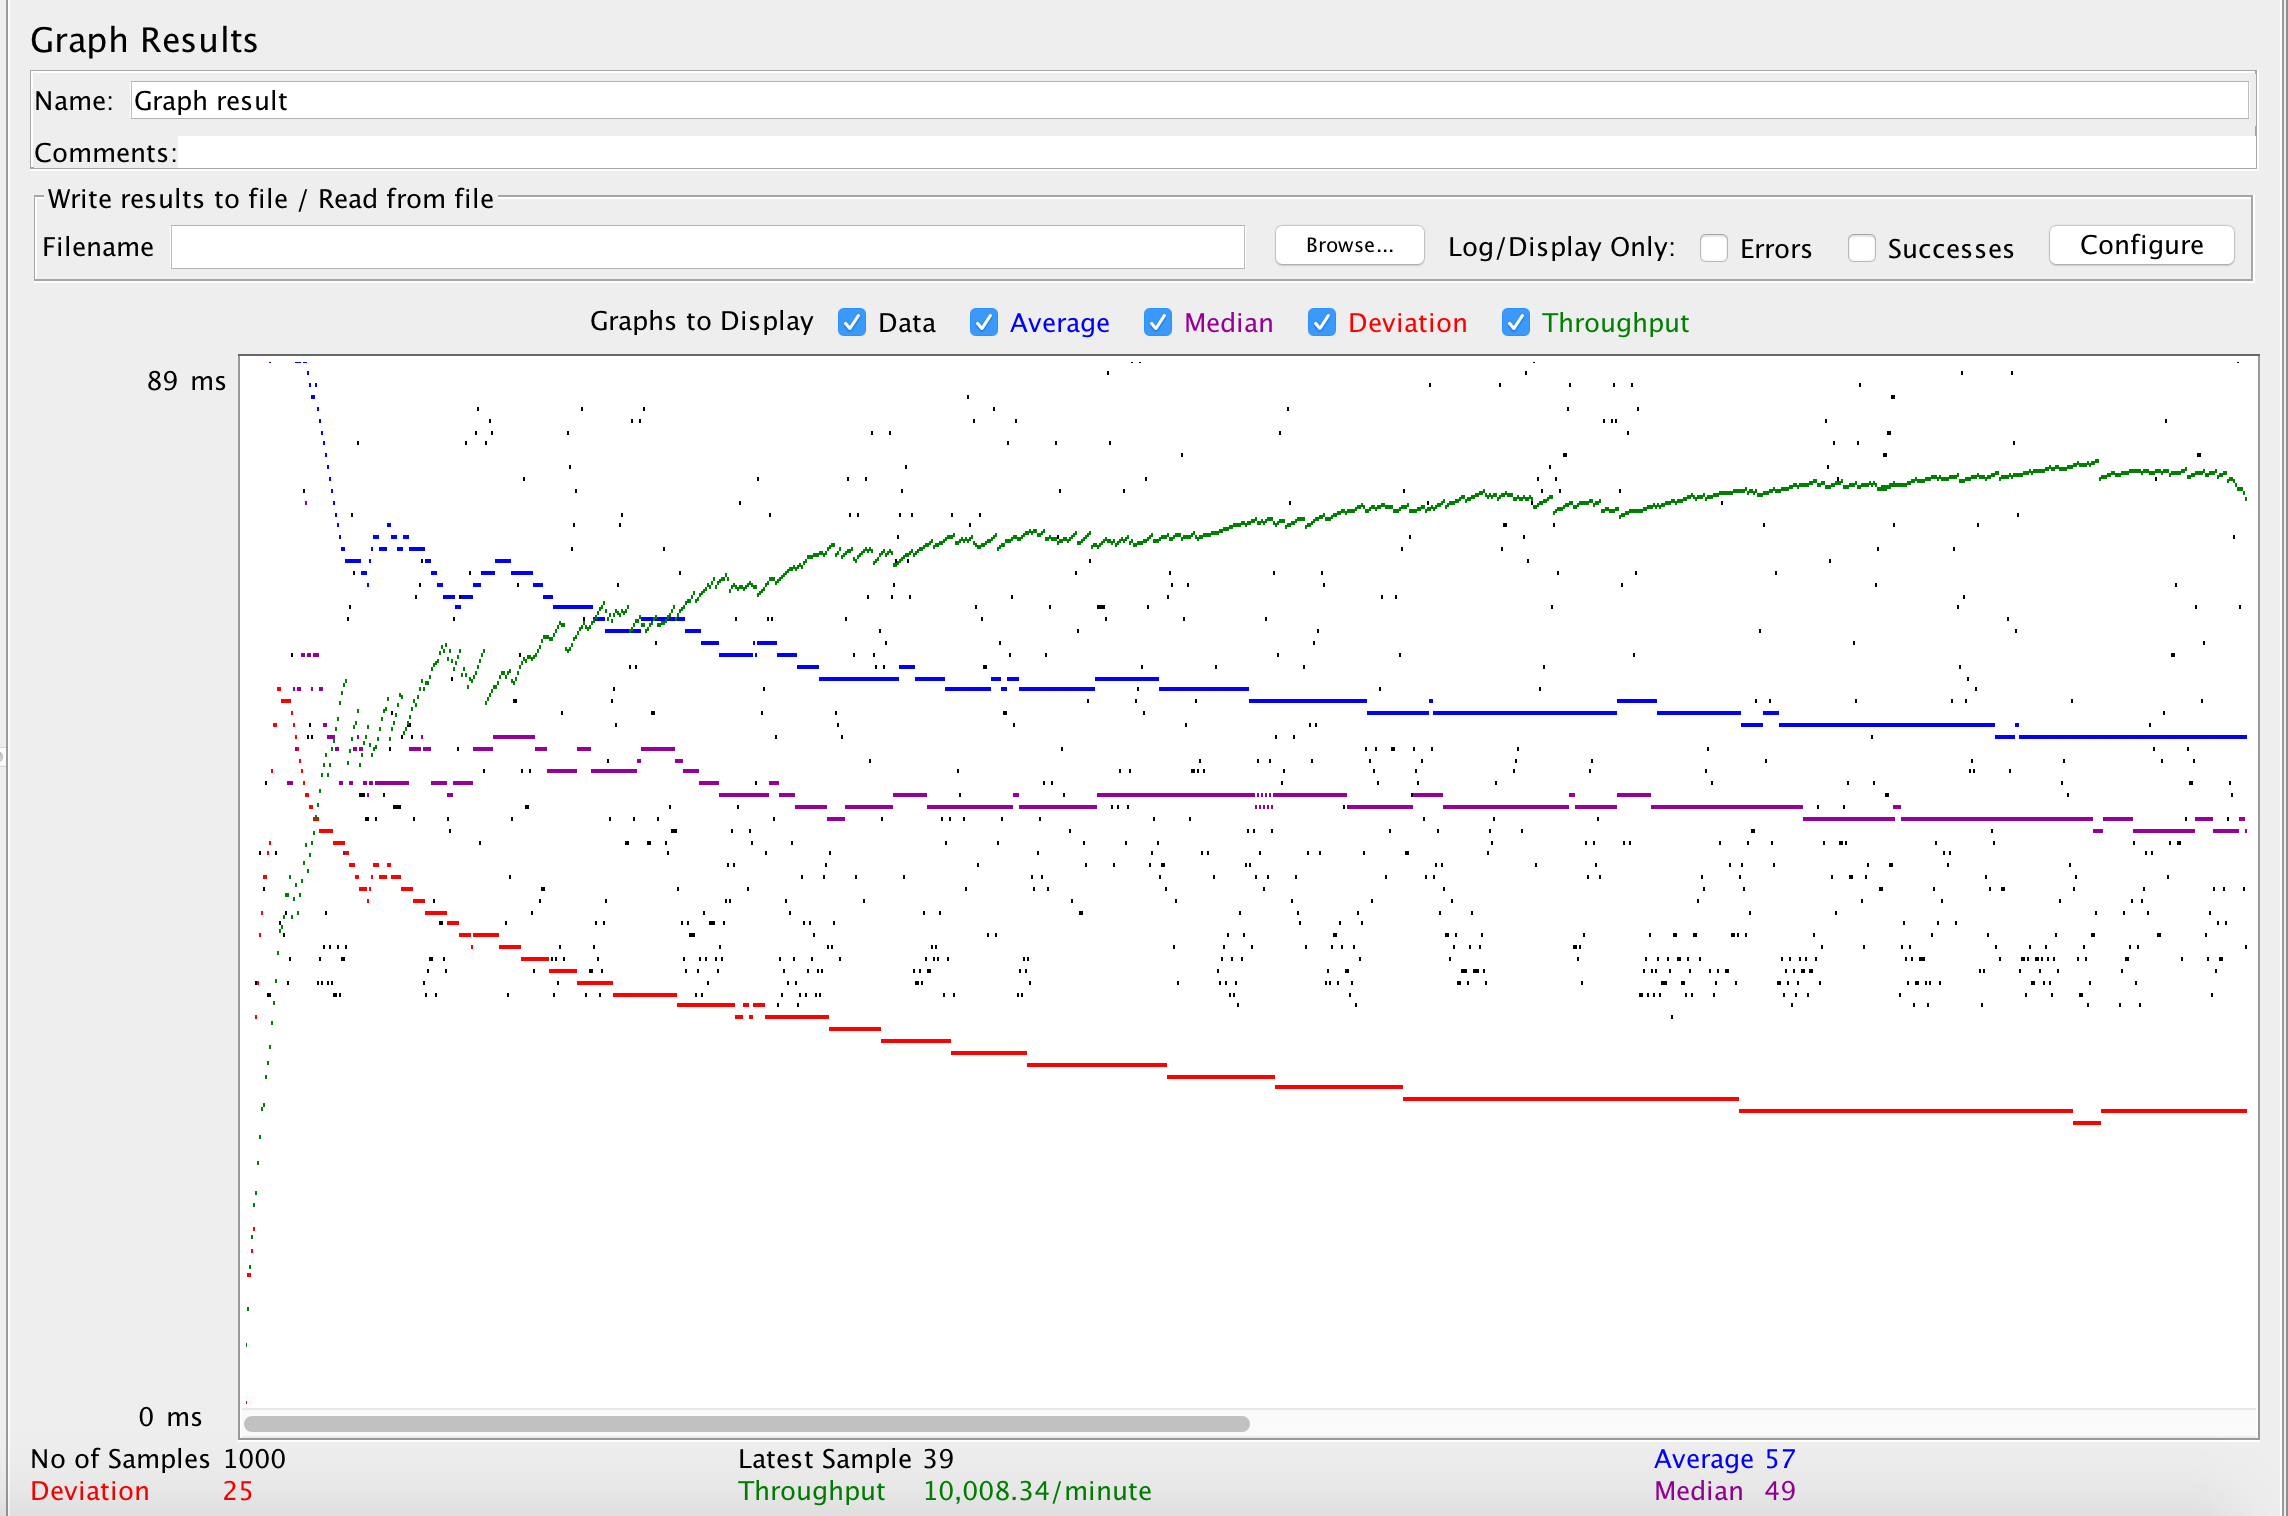 Graph Results
Name: Graph result
Comments:
Write results to file / Read from file
Filename Browse... Log/Display Only: Errors Successes Configure
Graphs to Display Data Average Median Deviation Throughput
89 ms
0 ms
No of Samples 1000 Latest Sample 39 Average 57
Deviation 25 Throughput 10,008.34/minute Median 49